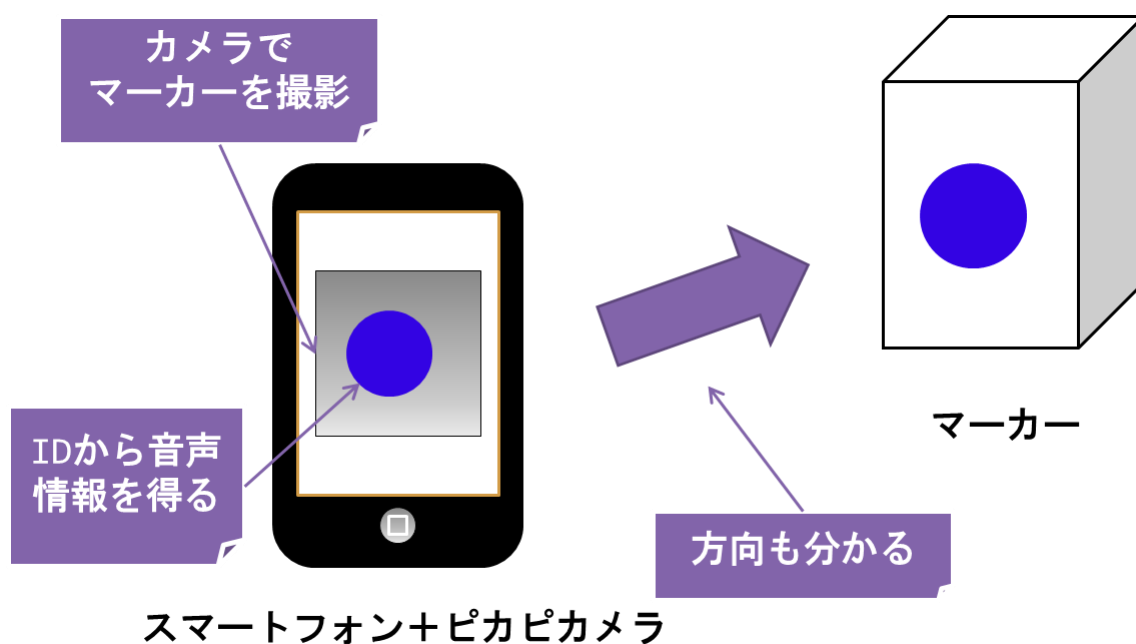 カメラで
マーカーを撮影
IDから音声
情報を得る
マーカー
方向も分かる
スマートフォン＋ピカピカメラ